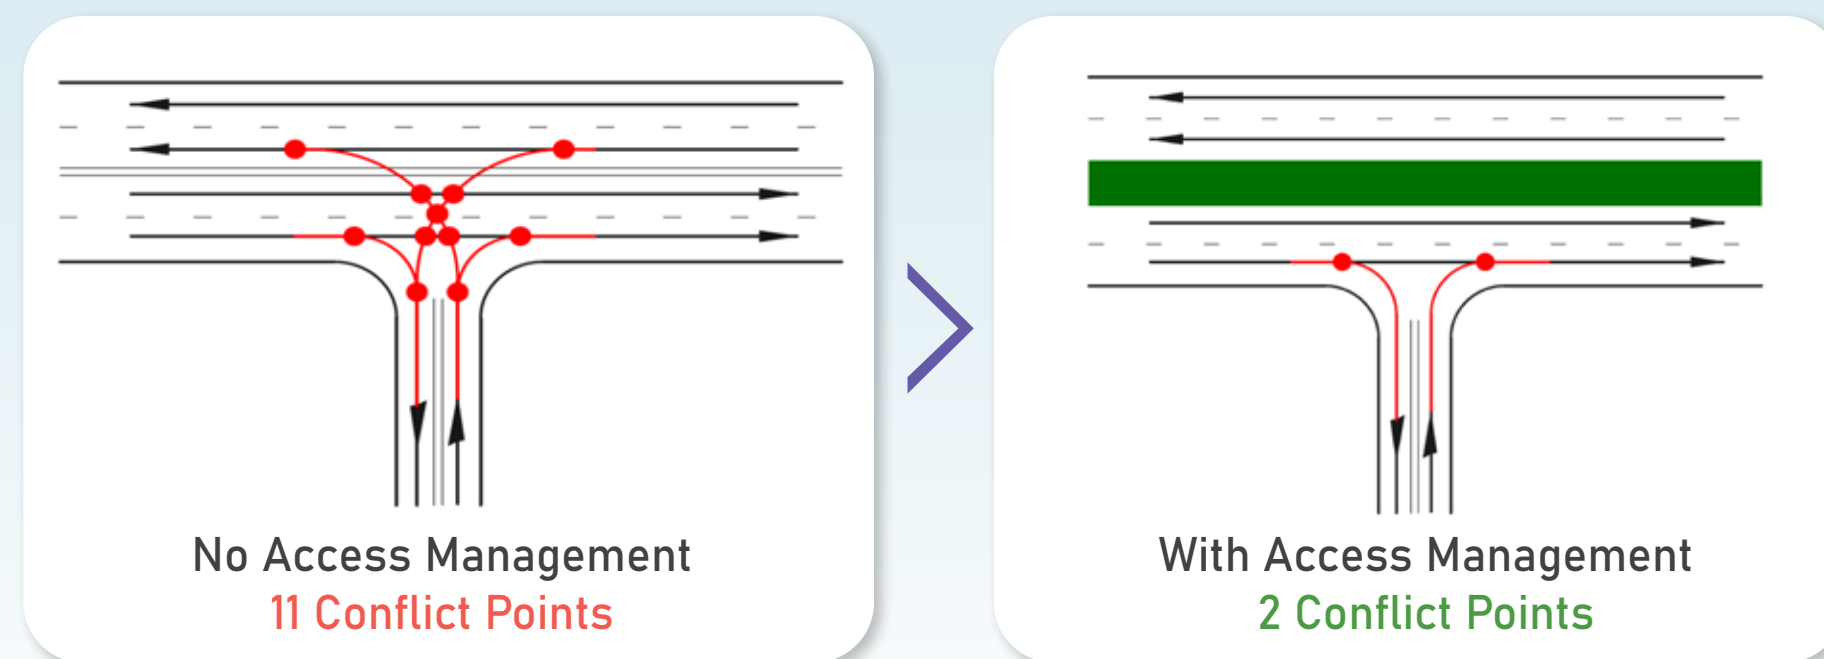 No Access Management
11 Conflict Points
With Access Management
2 Conflict Points